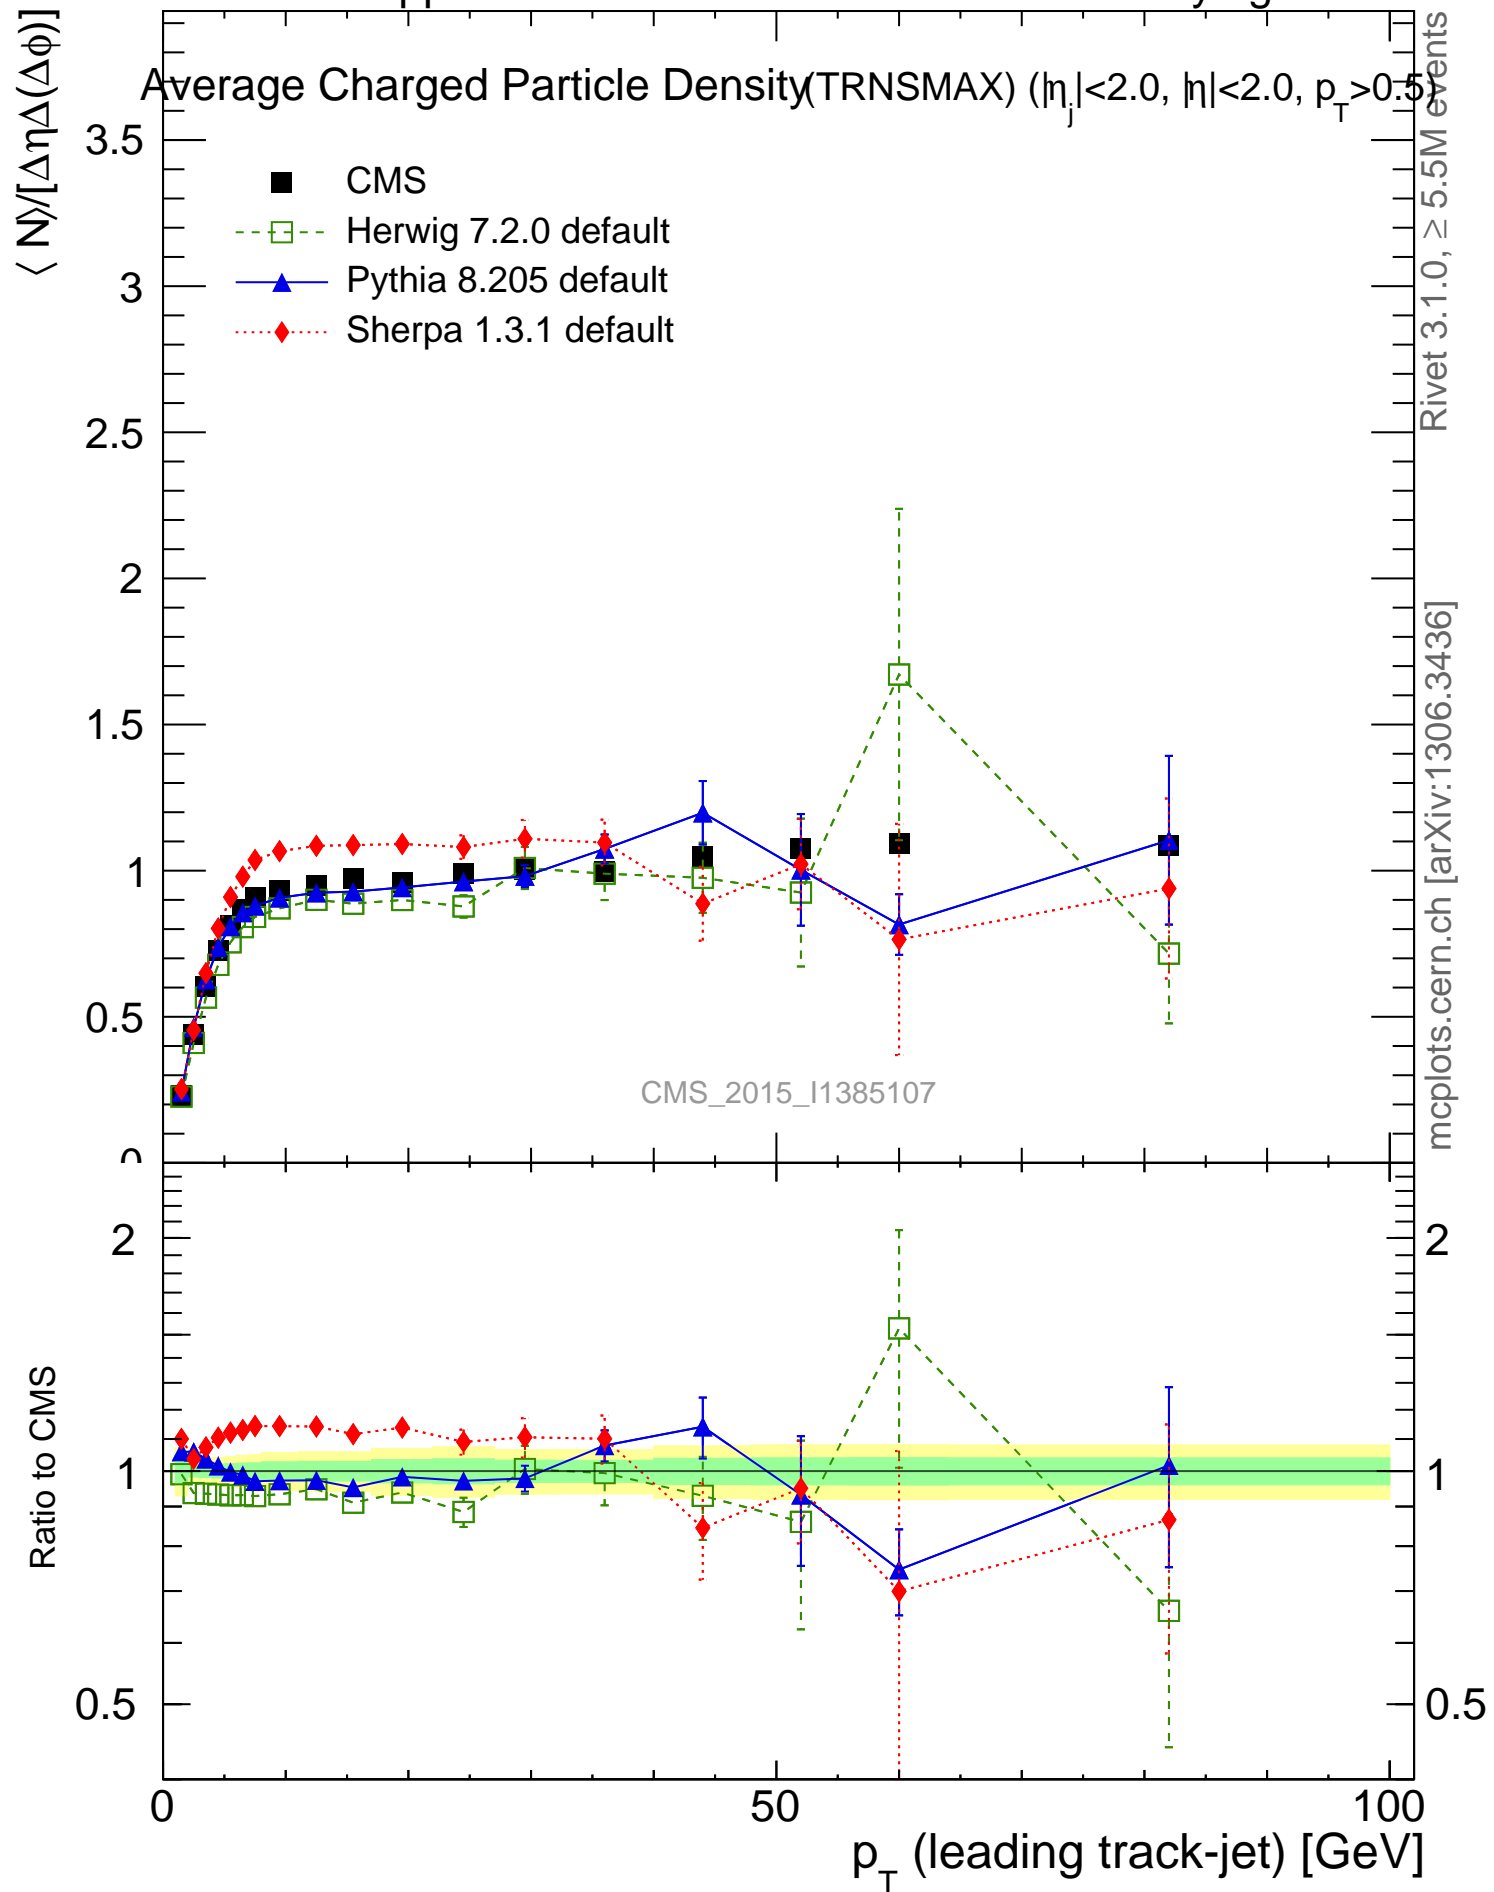 pp
ying
⟨ N⟩/[ΔηΔ(Δϕ)]
Average Charged Particle Density (TRNSMAX) (|η_j|<2.0, |η|<2.0, p_T>0.5)
CMS
Herwig 7.2.0 default
Pythia 8.205 default
Sherpa 1.3.1 default
3.5
3
2.5
2
1.5
1
0.5
0
CMS_2015_I1385107
Rivet 3.1.0, ≥ 5.5M events
mcplots.cern.ch [arXiv:1306.3436]
Ratio to CMS
2
1
0.5
2
1
0.5
0
50
100
p_T (leading track-jet) [GeV]